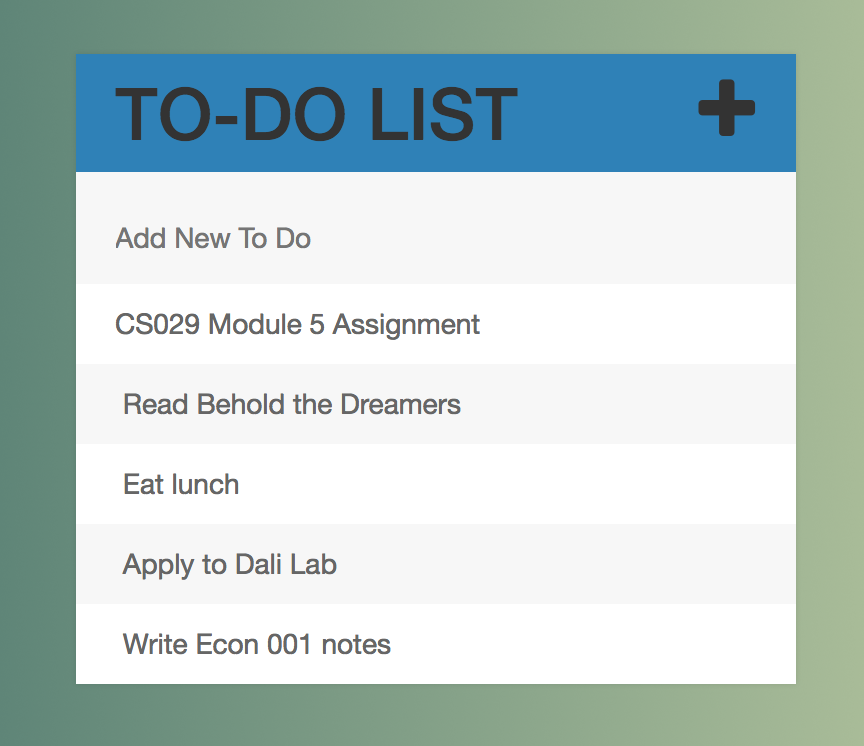 TO-DO LIST
Add New To Do
CS029 Module 5 Assignment
Read Behold the Dreamers
Eat lunch
Apply to Dali Lab
Write Econ 001 notes